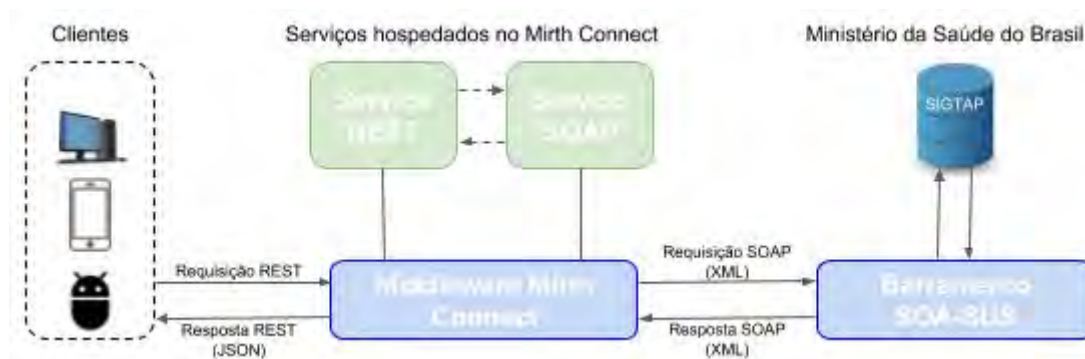 Clientes
Serviços hospedados no Mirth Connect
Ministério da Saúde do Brasil
Serviço
REST
Serviço
SOAP
SIGTAP
Requisição REST
Resposta REST
(JSON)
Middleware Mirth
Connect
Requisição SOAP
(XML)
Resposta SOAP
(XML)
Barramento
SOA-SUS